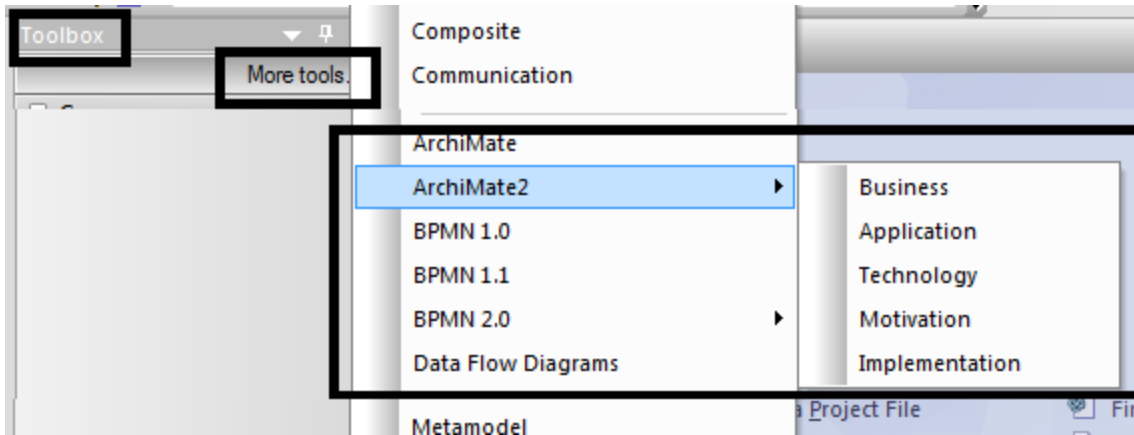 Toolbox
More tools.
Composite
Communication
ArchiMate
ArchiMate2
BPMN 1.0
BPMN 1.1
BPMN 2.0
Data Flow Diagrams
Metamodel
Business
Application
Technology
Motivation
Implementation
Project File